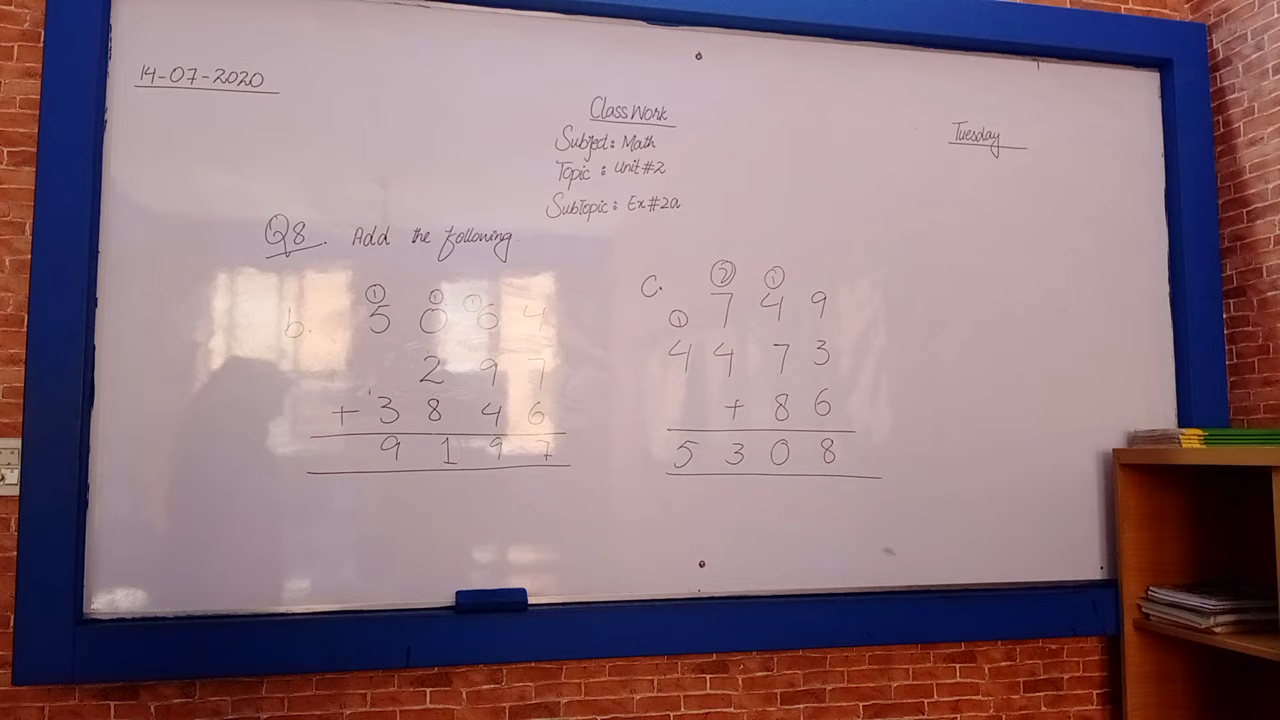 14-07-2020
Class Work
Tuesday
Subject: Math
Topic: Unit #2
SubTopic: Ex #2a
Q8. Add the following.
b.
① ① ①
5 0 6 4
2 9 7
+ 3 8 4 6
9 1 9 7
c.
② ①
7 4 9
①
4 4 7 3
+ 8 6
5 3 0 8